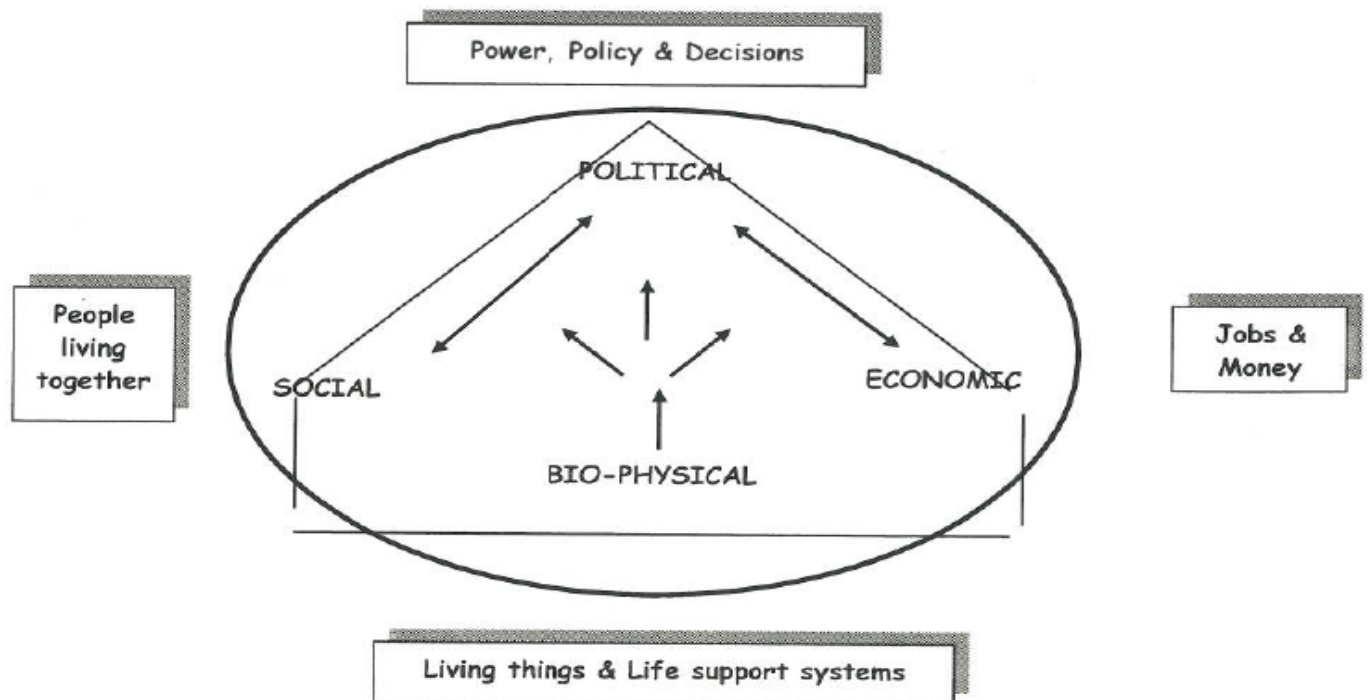 Power, Policy & Decisions
POLITICAL
People
living
together
Jobs &
Money
SOCIAL
ECONOMIC
BIO-PHYSICAL
Living things & Life support systems